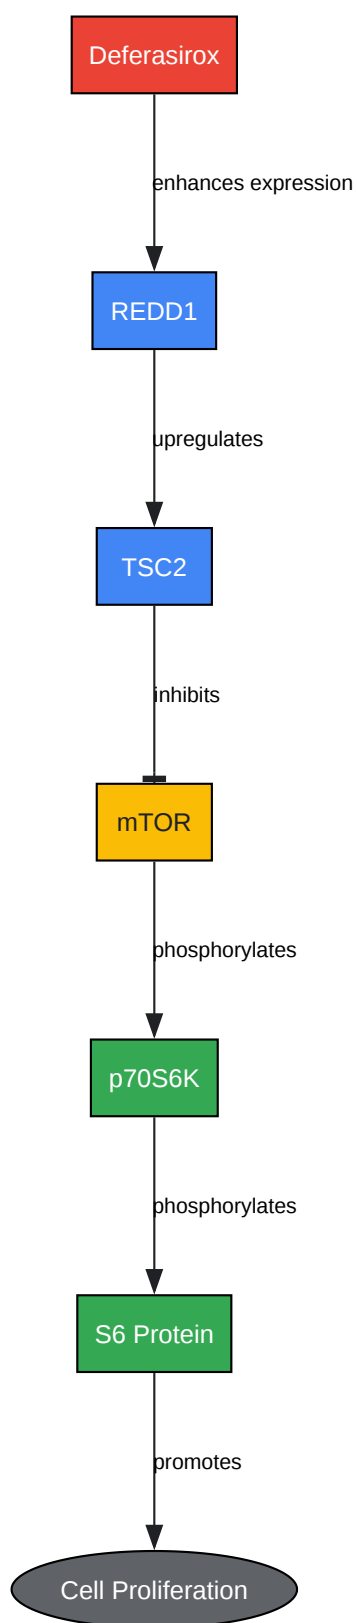 Deferasirox
enhances expression
REDD1
upregulates
TSC2
inhibits
mTOR
phosphorylates
p70S6K
phosphorylates
S6 Protein
promotes
Cell Proliferation